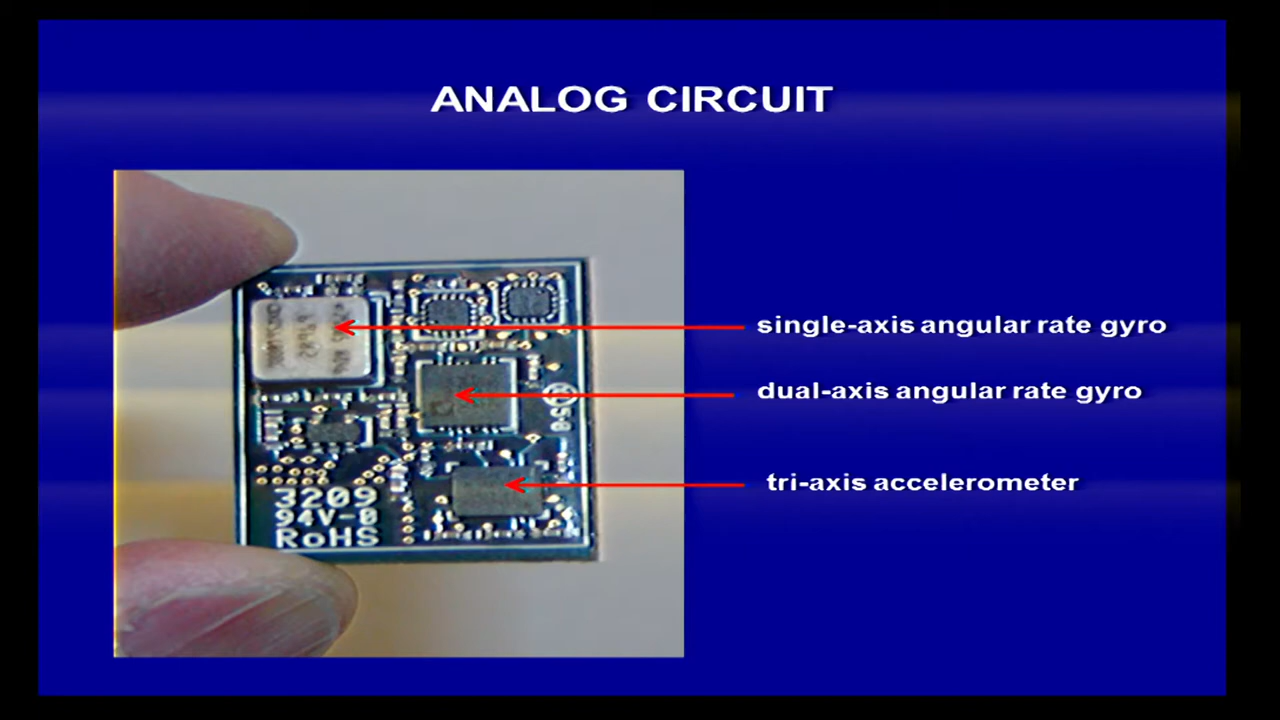 ANALOG CIRCUIT
single-axis angular rate gyro
dual-axis angular rate gyro
tri-axis accelerometer
3209
94V-0
RoHS